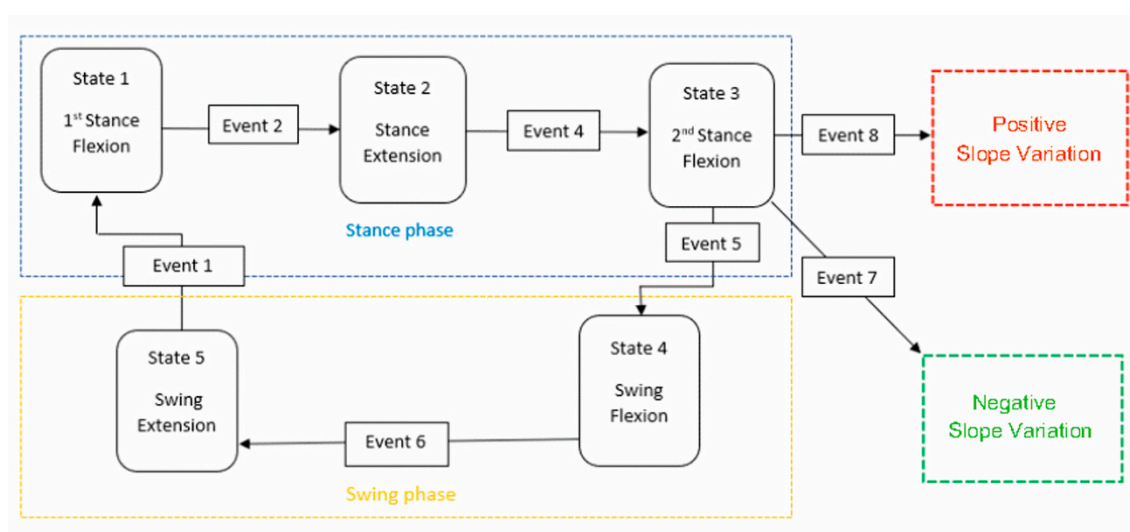 State 1
1st Stance
Flexion
Event 2
State 2
Stance
Extension
Event 4
State 3
2nd Stance
Flexion
Event 8
Positive
Slope Variation
Stance phase
Event 5
Event 1
Event 7
State 5
Swing
Extension
Event 6
State 4
Swing
Flexion
Negative
Slope Variation
Swing phase